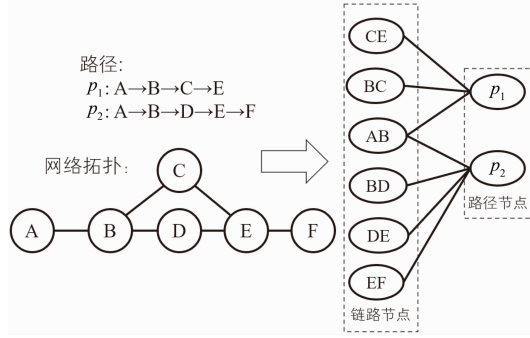 路径:
p₁: A→B→C→E
p₂: A→B→D→E→F
网络拓扑:
C
A B D E F
CE
BC
AB
BD
DE
EF
链路节点
p₁
p₂
路径节点